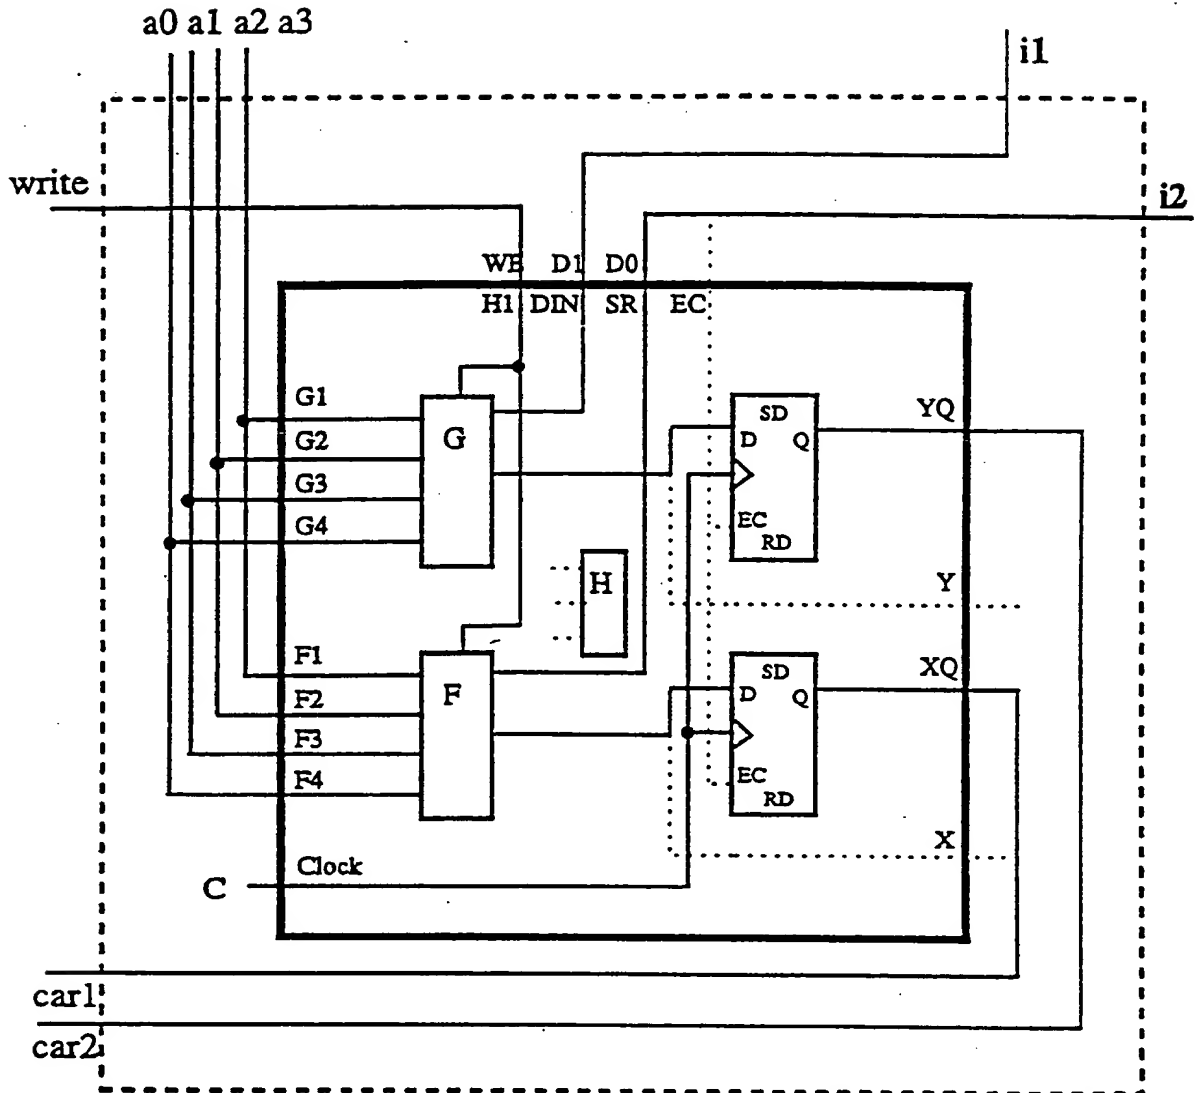 a0 a1 a2 a3
i1
write
i2
WE D1 D0
H1 DIN SR EC
G1
G
SD
YQ
D Q
G2
G3
G4
EC
RD
H
Y
F1
F
SD
XQ
D Q
F2
F3
F4
EC
RD
X
Clock
C
car1
car2